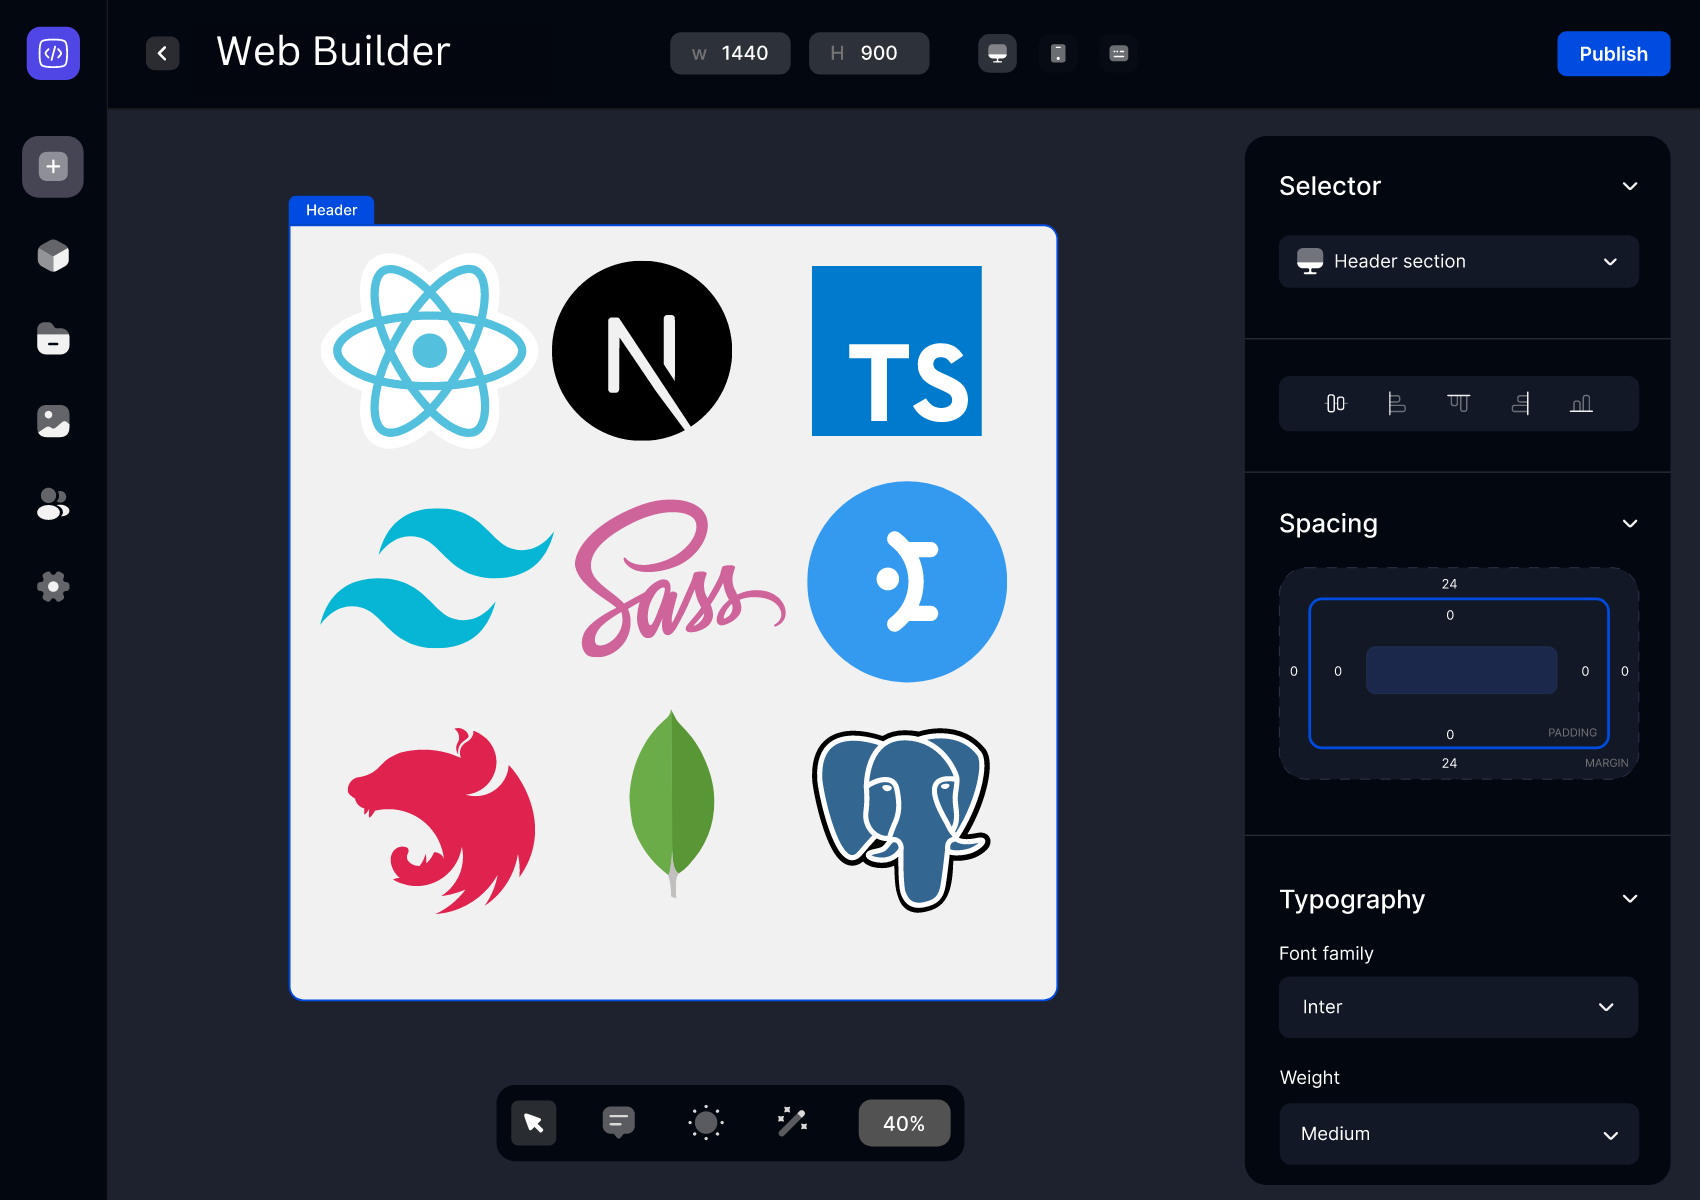 Web Builder
W 1440
H 900
Publish
Header
TS
Sass
Selector
Header section
Spacing
24
0
0 0 0 0
0 PADDING
24 MARGIN
Typography
Font family
Inter
Weight
Medium
40%